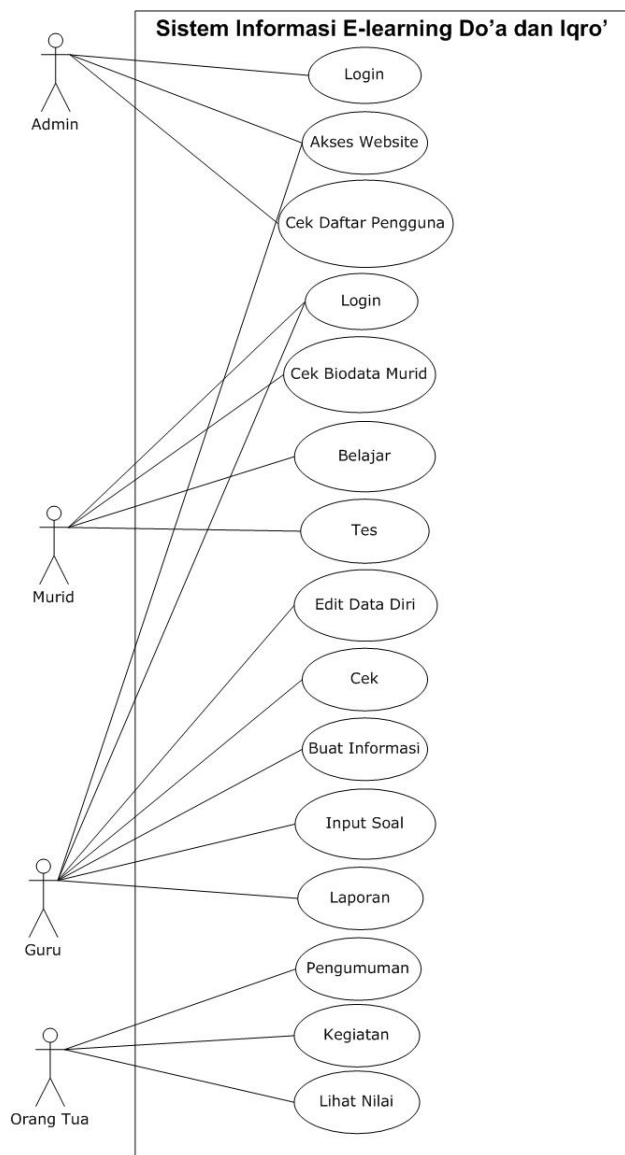 Sistem Informasi E-learning Do’a dan Iqro’
Login
Admin
Akses Website
Cek Daftar Pengguna
Login
Cek Biodata Murid
Belajar
Tes
Murid
Edit Data Diri
Cek
Buat Informasi
Input Soal
Laporan
Guru
Pengumuman
Kegiatan
Lihat Nilai
Orang Tua